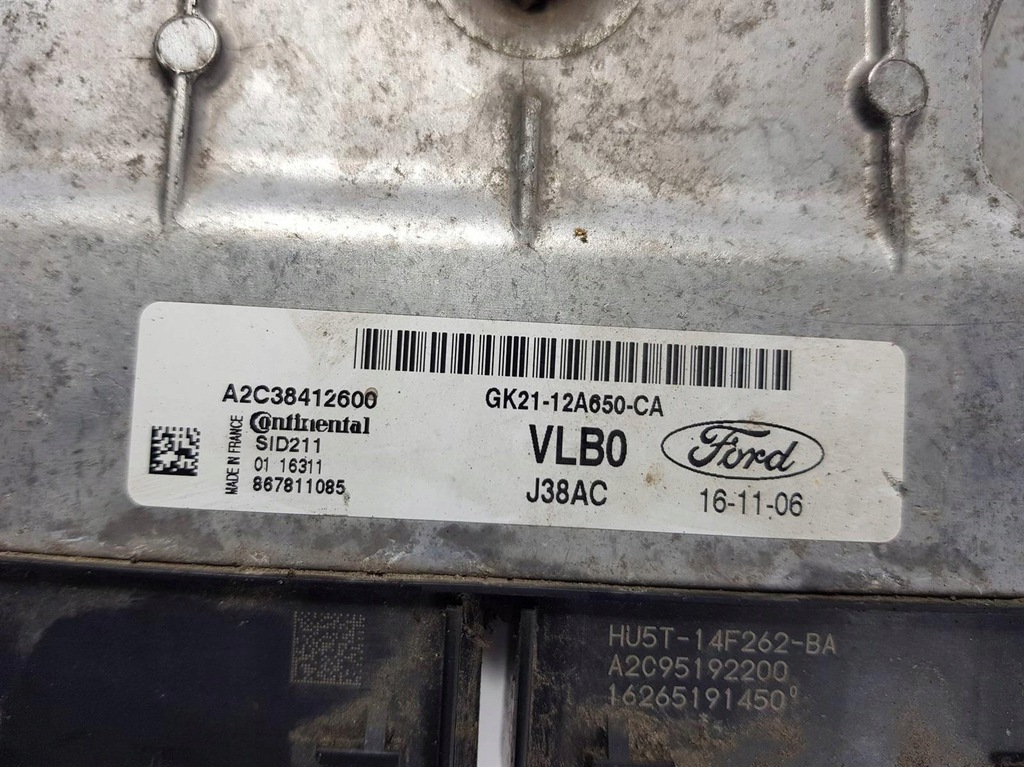 A2C38412600
Continental
SID211
01 16311
867811085
MADE IN FRANCE
GK21-12A650-CA
VLB0
Ford
J38AC
16-11-06
HU5T-14F262-BA
A2C95192200
16265191450⁰